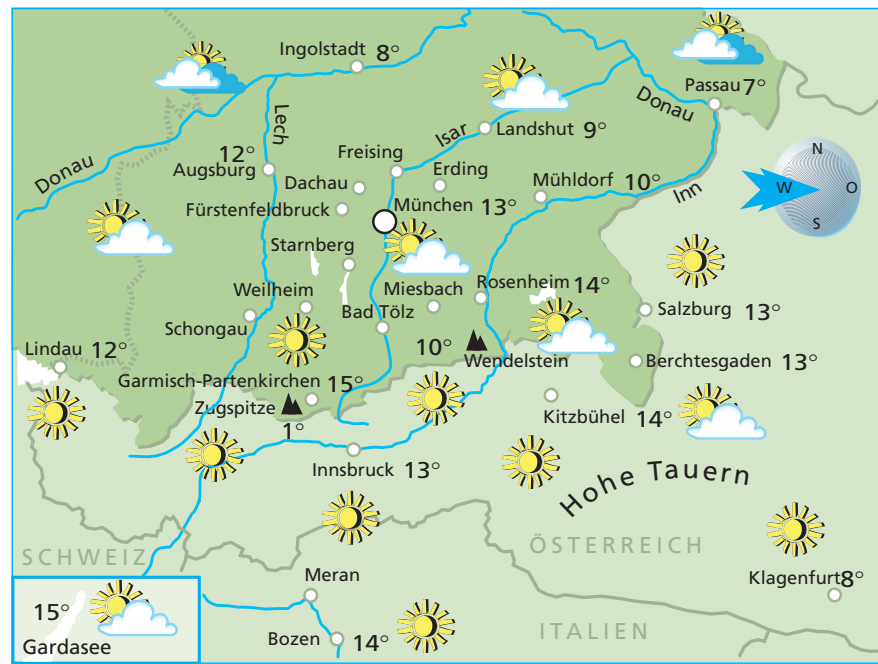 Ingolstadt 8°
Passau 7°
Donau
Lech
Isar
Landshut 9°
12°
Augsburg
Freising
Donau
Erding
Dachau
Mühldorf 10°
Inn
N
W O
S
Fürstenfeldbruck
München 13°
Starnberg
Weilheim
Miesbach
Rosenheim 14°
Schongau
Bad Tölz
Salzburg 13°
Lindau 12°
10°
Wendelstein
Berchtesgaden 13°
Garmisch-Partenkirchen 15°
Zugspitze
1°
Kitzbühel 14°
Innsbruck 13°
Hohe Tauern
SCHWEIZ
ÖSTERREICH
Meran
Klagenfurt 8°
15°
Gardasee
Bozen 14°
ITALIEN